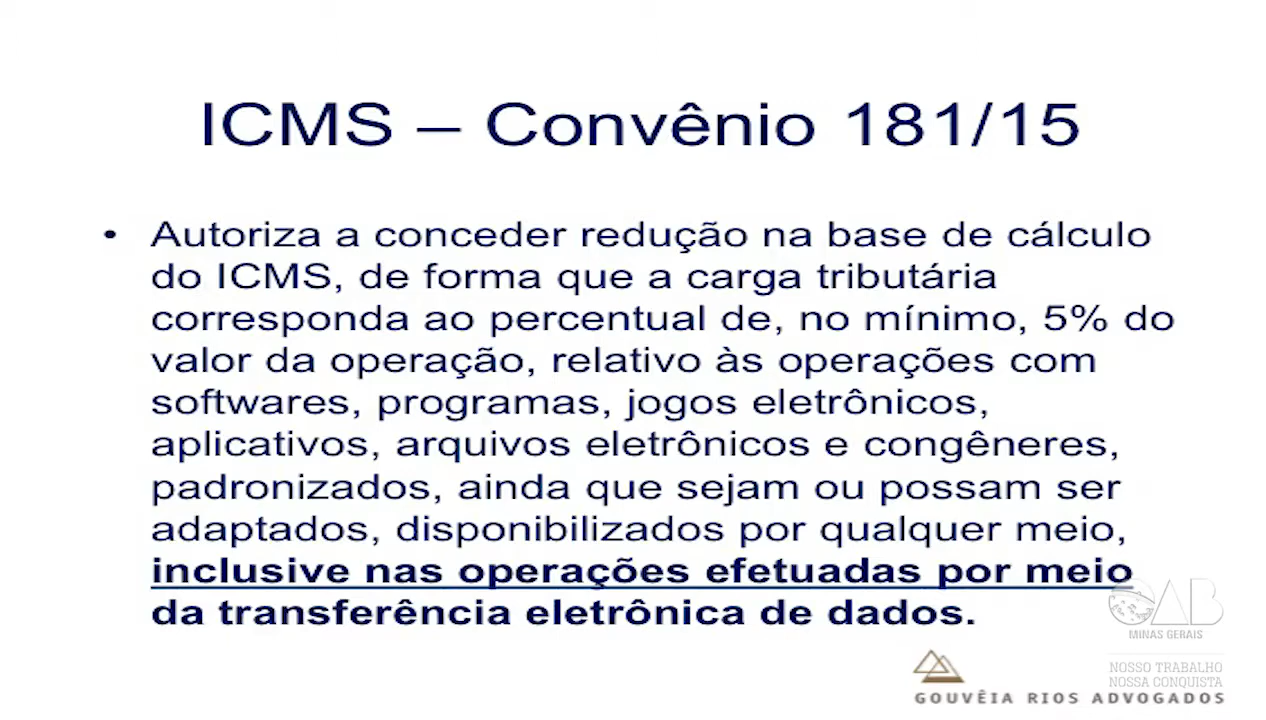 ICMS – Convênio 181/15
• Autoriza a conceder redução na base de cálculo
do ICMS, de forma que a carga tributária
corresponda ao percentual de, no mínimo, 5% do
valor da operação, relativo às operações com
softwares, programas, jogos eletrônicos,
aplicativos, arquivos eletrônicos e congêneres,
padronizados, ainda que sejam ou possam ser
adaptados, disponibilizados por qualquer meio,
inclusive nas operações efetuadas por meio
da transferência eletrônica de dados.
OAB
MINAS GERAIS
NOSSO TRABALHO
NOSSA CONQUISTA
GOUVÊIA RIOS ADVOGADOS